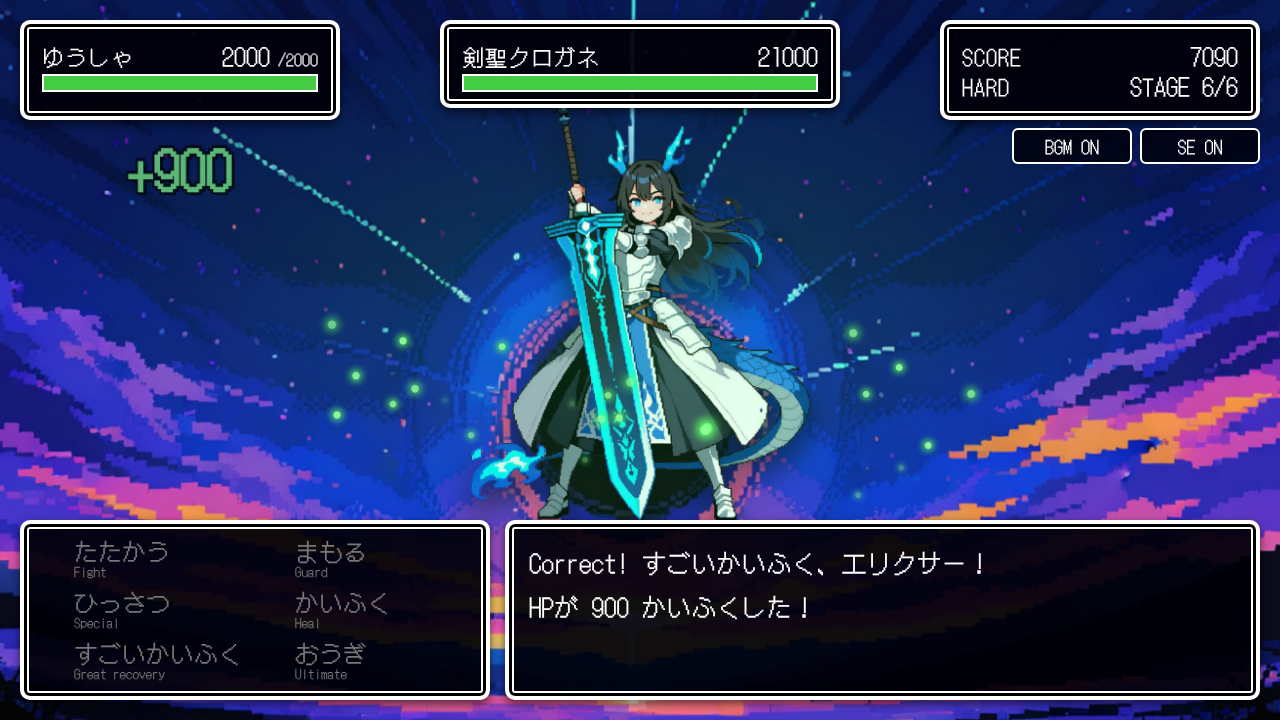 ゆうしゃ 2000 /2000
剣聖クロガネ 21000
SCORE 7090
HARD STAGE 6/6
BGM ON SE ON
+900
たたかう まもる
Fight Guard
ひっさつ かいふく
Special Heal
すごいかいふく おうぎ
Great recovery Ultimate
Correct! すごいかいふく、エリクサー！
HPが 900 かいふくした！